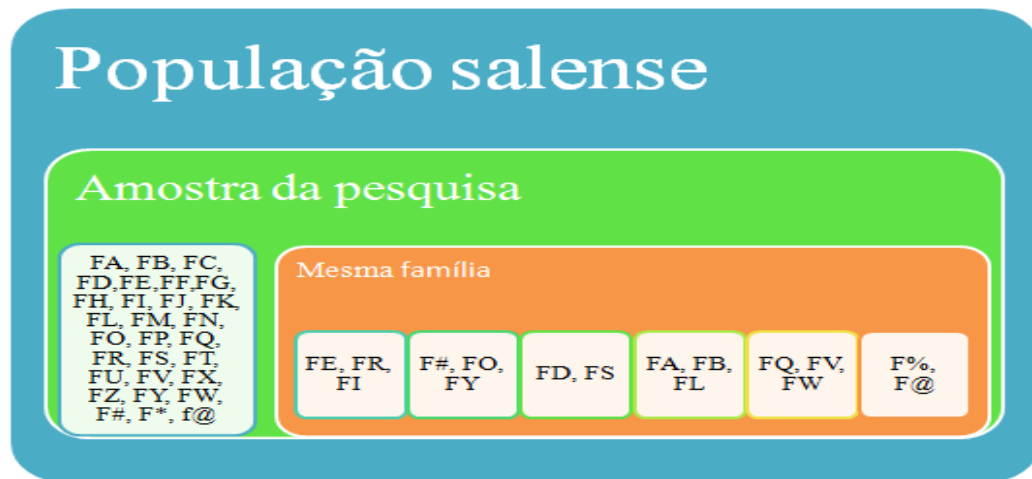 População salense
Amostra da pesquisa
FA, FB, FC,
FD,FE,FF,FG,
FH, FI, FJ, FK,
FL, FM, FN,
FO, FP, FQ,
FR, FS, FT,
FU, FV, FX,
FZ, FY, FW,
F#, F*, f@
Mesma família
FE, FR,
FI
F#, FO,
FY
FD, FS
FA, FB,
FL
FQ, FV,
FW
F%,
F@